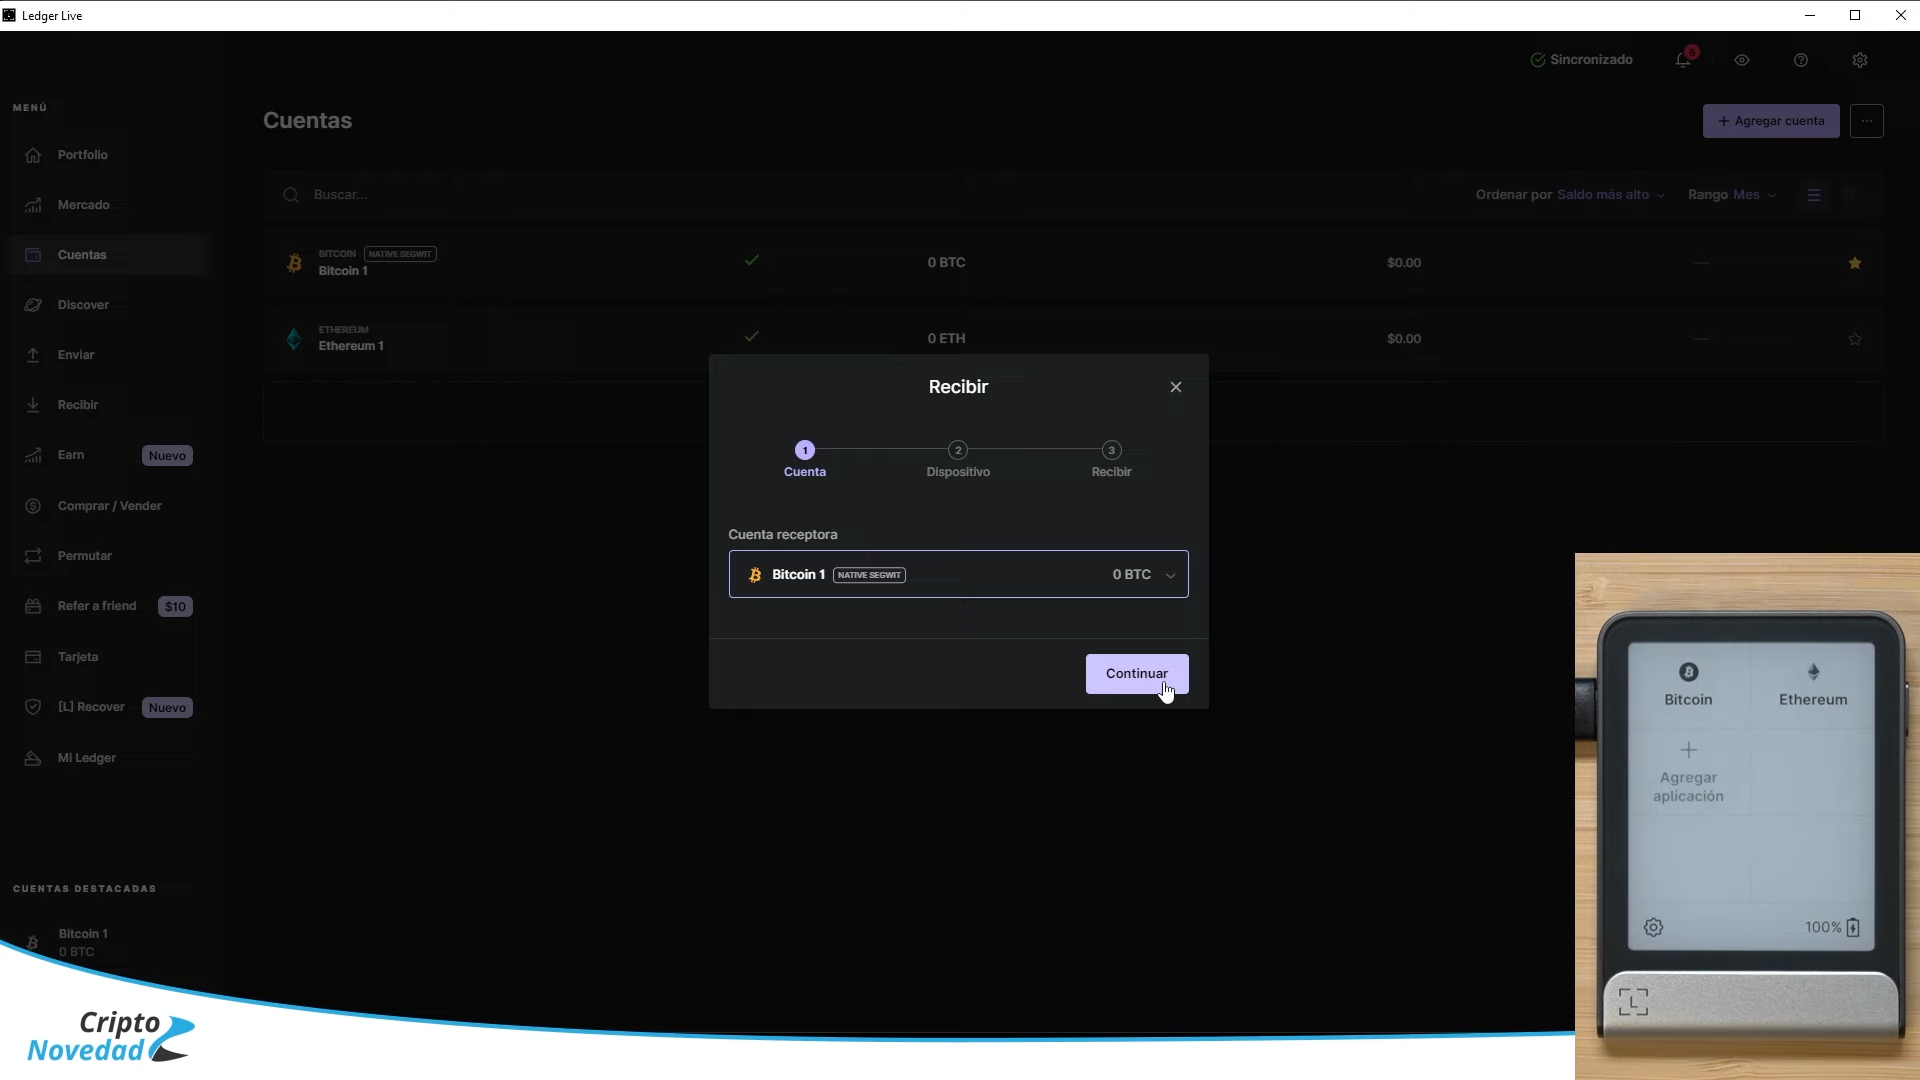 Ledger Live
Sincronizado
5
MENÚ
Cuentas
+ Agregar cuenta
Portfolio
Mercado
Cuentas
Discover
Enviar
Recibir
Earn Nuevo
Comprar / Vender
Permutar
Refer a friend $10
Tarjeta
[L] Recover Nuevo
Mi Ledger
CUENTAS DESTACADAS
Bitcoin 1
0 BTC
Buscar...
Ordenar por Saldo más alto
Rango Mes
BITCOIN NATIVE SEGWIT
Bitcoin 1
0 BTC
$0.00
ETHEREUM
Ethereum 1
0 ETH
$0.00
Recibir
1
2
3
Cuenta
Dispositivo
Recibir
Cuenta receptora
Bitcoin 1 NATIVE SEGWIT 0 BTC
Continuar
Bitcoin
Ethereum
Agregar
aplicación
100%
L
Cripto
Novedad